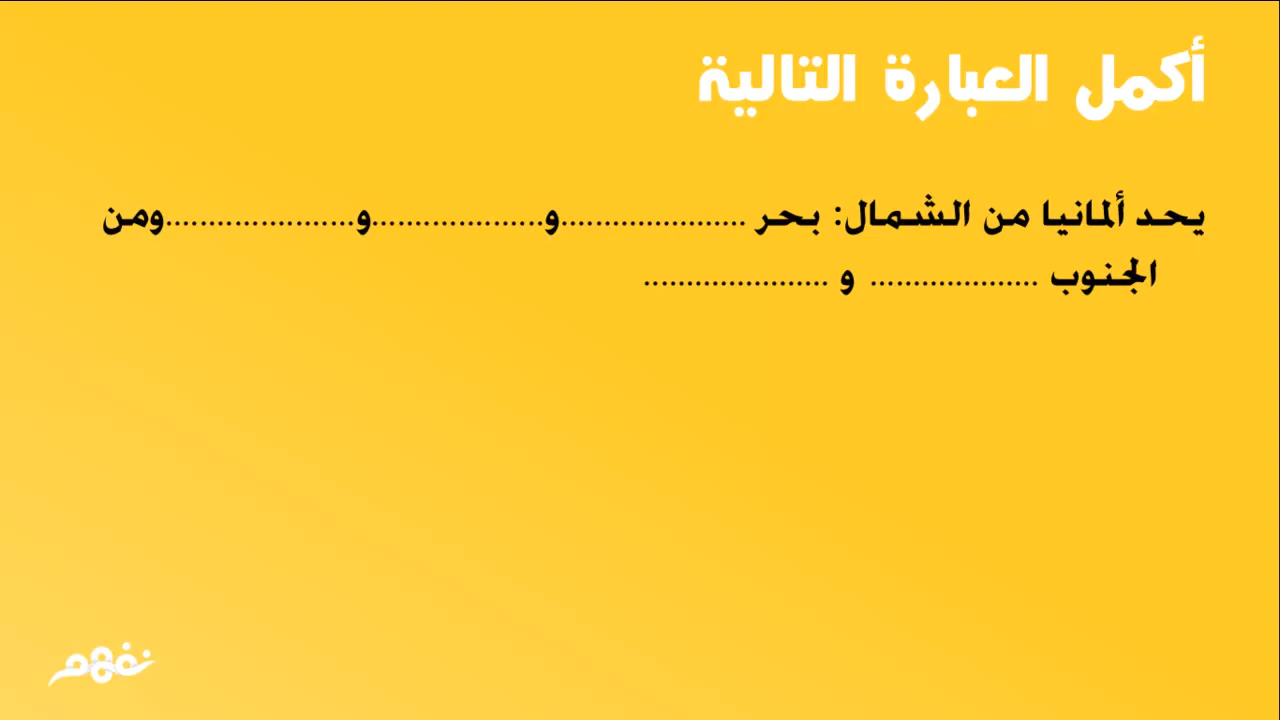 أكمل العبارة التالية
يحد ألمانيا من الشمال: بحر .....................و...................و.....................ومن
الجنوب ................... و .....................
نفهم